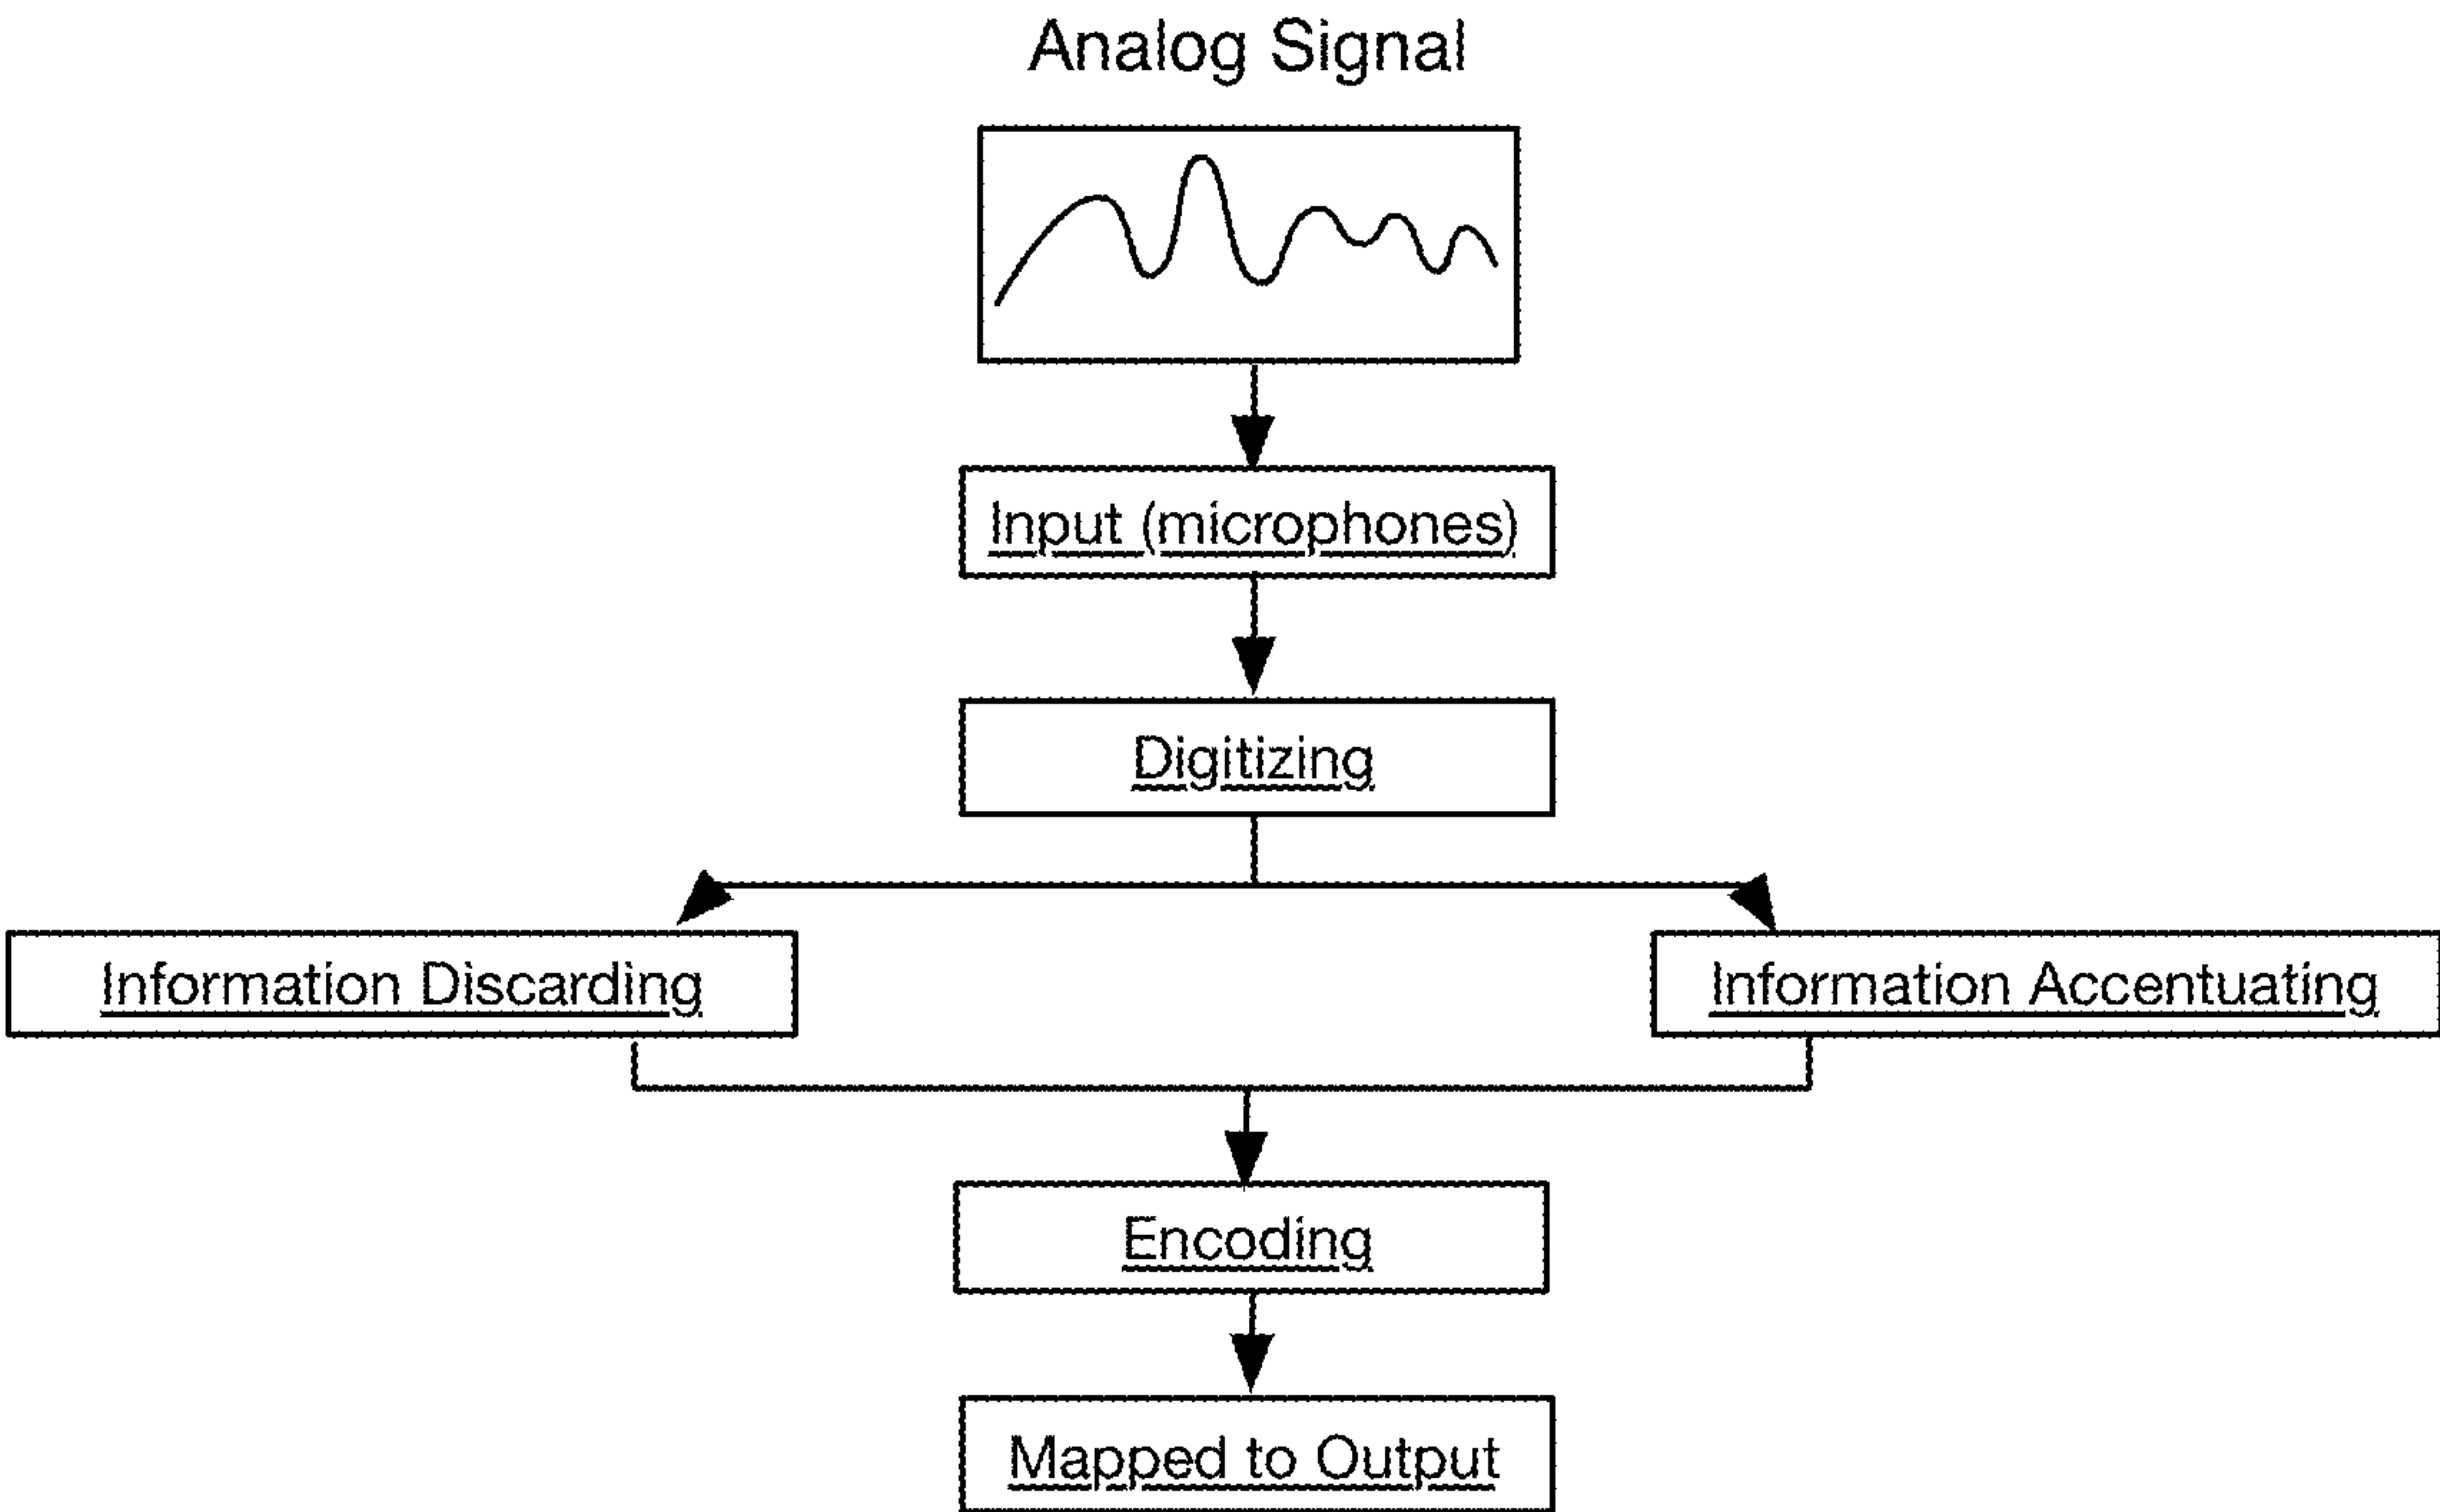 Analog Signal
Input (microphones)
Digitizing
Information Discarding
Information Accentuating
Encoding
Mapped to Output